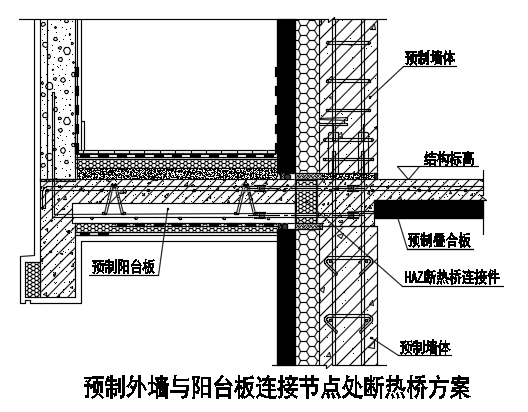 预制墙体
结构标高
预制叠合板
预制阳台板
HAZ断热桥连接件
预制墙体
预制外墙与阳台板连接节点处断热桥方案